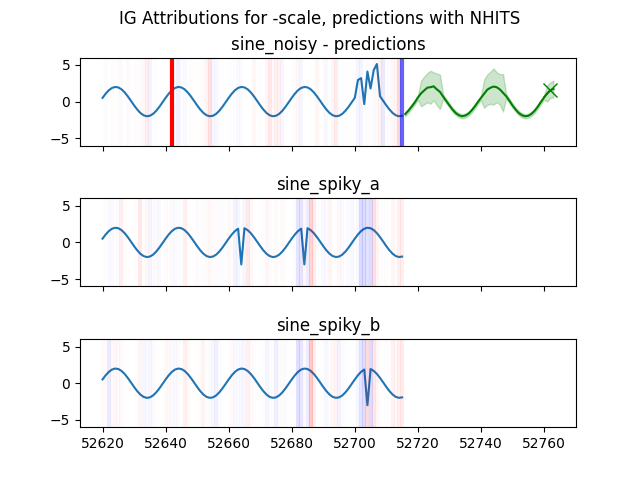 IG Attributions for -scale, predictions with NHITS
sine_noisy - predictions
5
0
−5
sine_spiky_a
5
0
−5
sine_spiky_b
5
0
−5
52620 52640 52660 52680 52700 52720 52740 52760